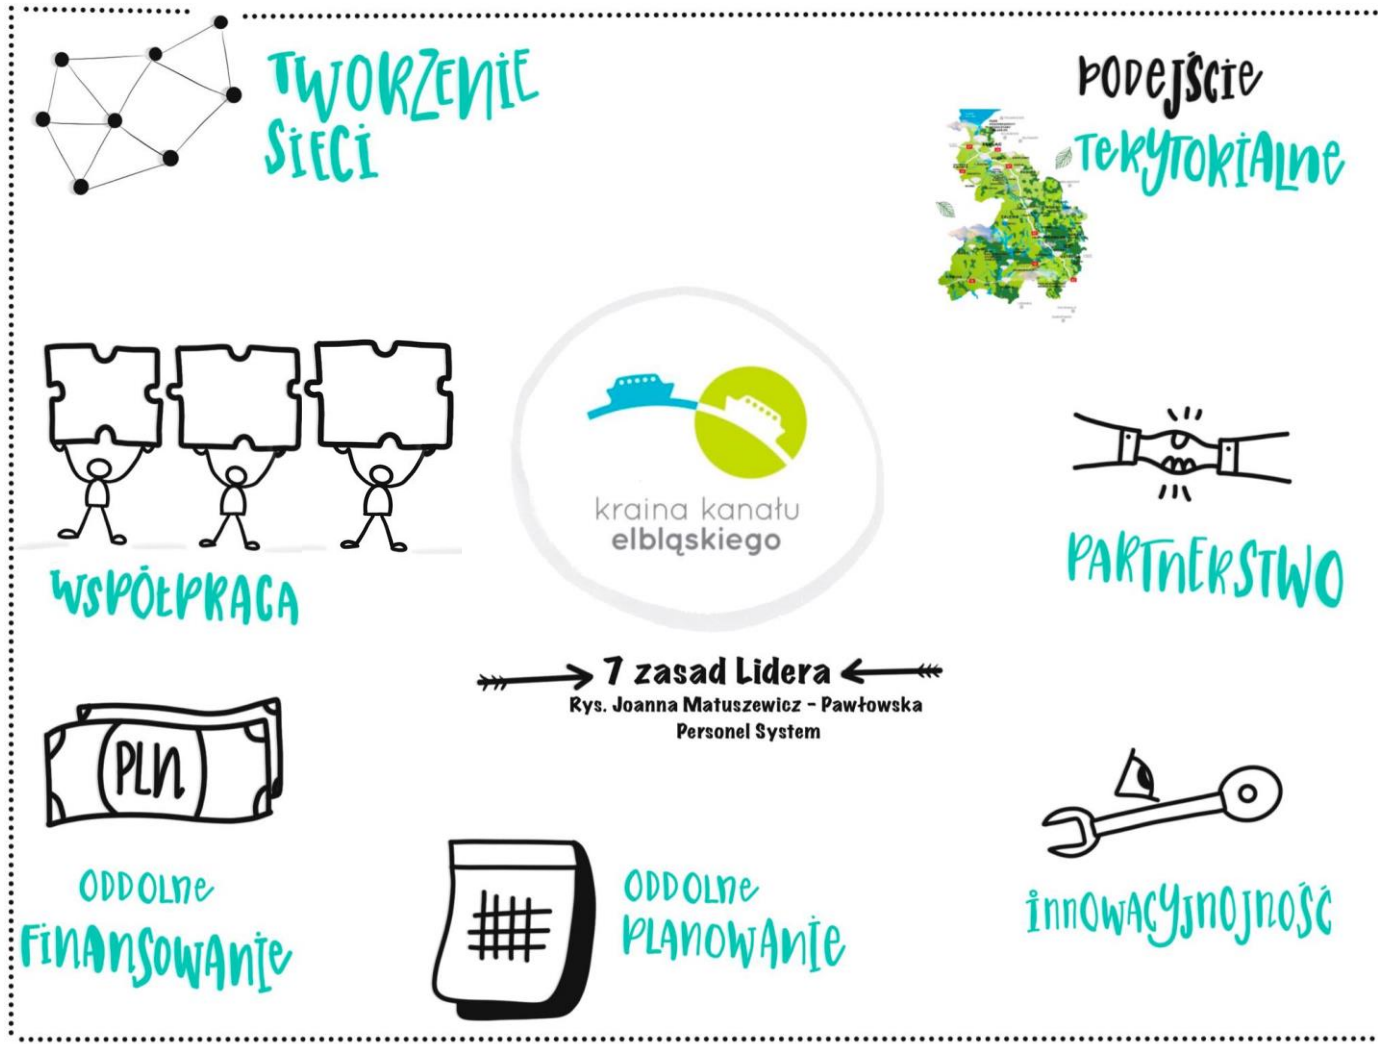 TWORZENIE
SIECI
PODEJŚCIE
TERYTORIALNE
kraina kanału
elbląskiego
WSPÓŁPRACA
PARTNERSTWO
7 zasad Lidera
Rys. Joanna Matuszewicz - Pawłowska
Personel System
PLN
ODDOLNE
FINANSOWANIE
ODDOLNE
PLANOWANIE
INNOWACYJNOJNOŚĆ